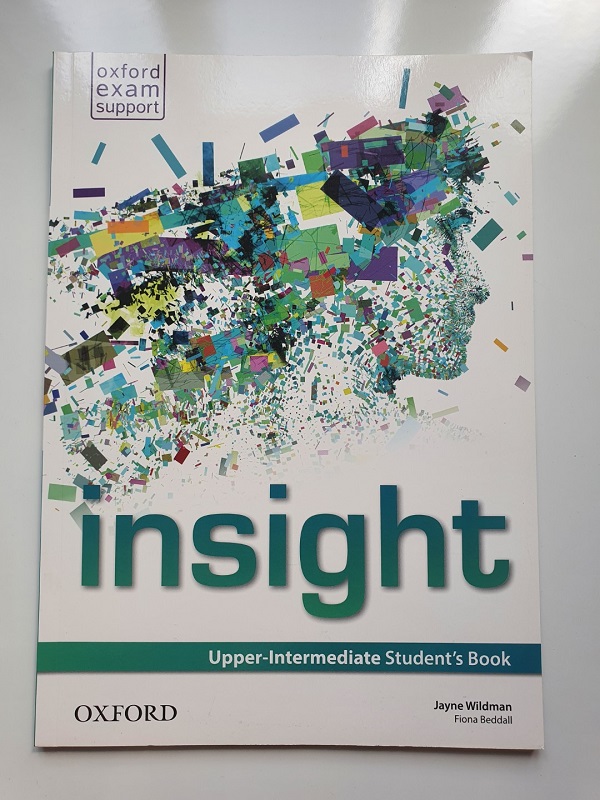 oxford
exam
support
insight
Upper-Intermediate Student's Book
OXFORD
Jayne Wildman
Fiona Beddall